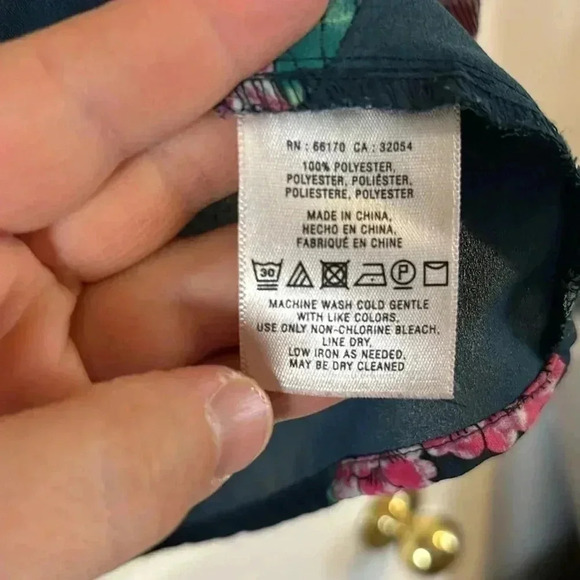 RN : 66170 CA : 32054
100% POLYESTER,
POLYESTER, POLIÉSTER,
POLIESTERE, POLYESTER
MADE IN CHINA,
HECHO EN CHINA,
FABRIQUÉ EN CHINE
30 P
MACHINE WASH COLD GENTLE
WITH LIKE COLORS,
USE ONLY NON-CHLORINE BLEACH,
LINE DRY,
LOW IRON AS NEEDED,
MAY BE DRY CLEANED